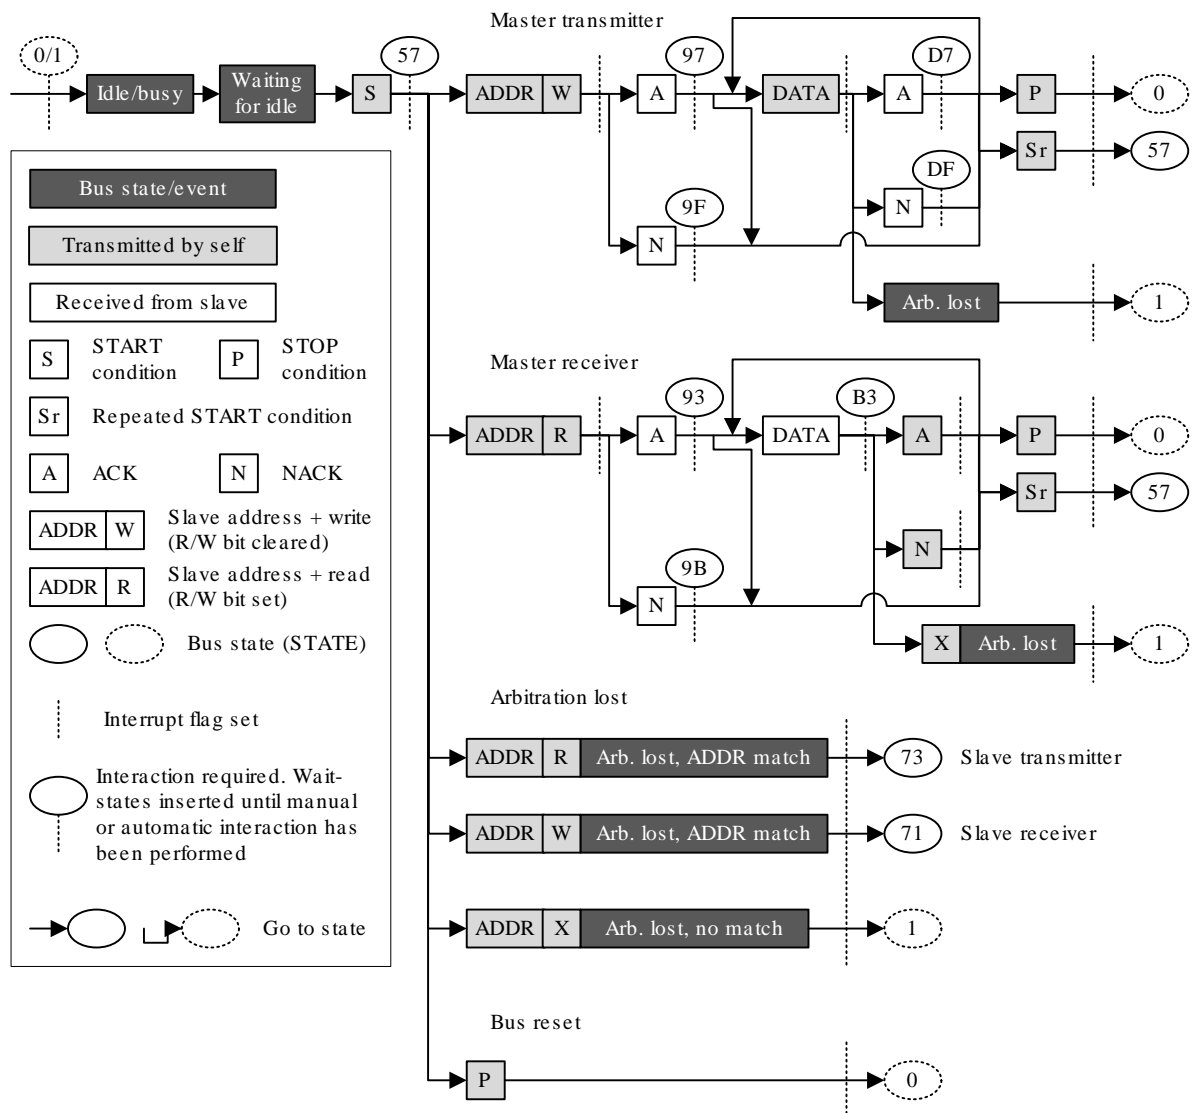 Master transmitter
0/1
57
97
D7
Idle/busy
Waiting
for idle
S
ADDR W
A
DATA
A
P
0
Sr
57
DF
N
9F
N
Arb. lost
1
Bus state/event
Transmitted by self
Received from slave
S
START
condition
P
STOP
condition
Sr
Repeated START condition
A
ACK
N
NACK
ADDR W
Slave address + write
(R/W bit cleared)
ADDR R
Slave address + read
(R/W bit set)
Bus state (STATE)
Interrupt flag set
Interaction required. Wait-
states inserted until manual
or automatic interaction has
been performed
Go to state
Master receiver
93
B3
ADDR R
A
DATA
A
P
0
Sr
57
N
9B
N
X Arb. lost
1
Arbitration lost
ADDR R Arb. lost, ADDR match
73
Slave transmitter
ADDR W Arb. lost, ADDR match
71
Slave receiver
ADDR X Arb. lost, no match
1
Bus reset
P
0